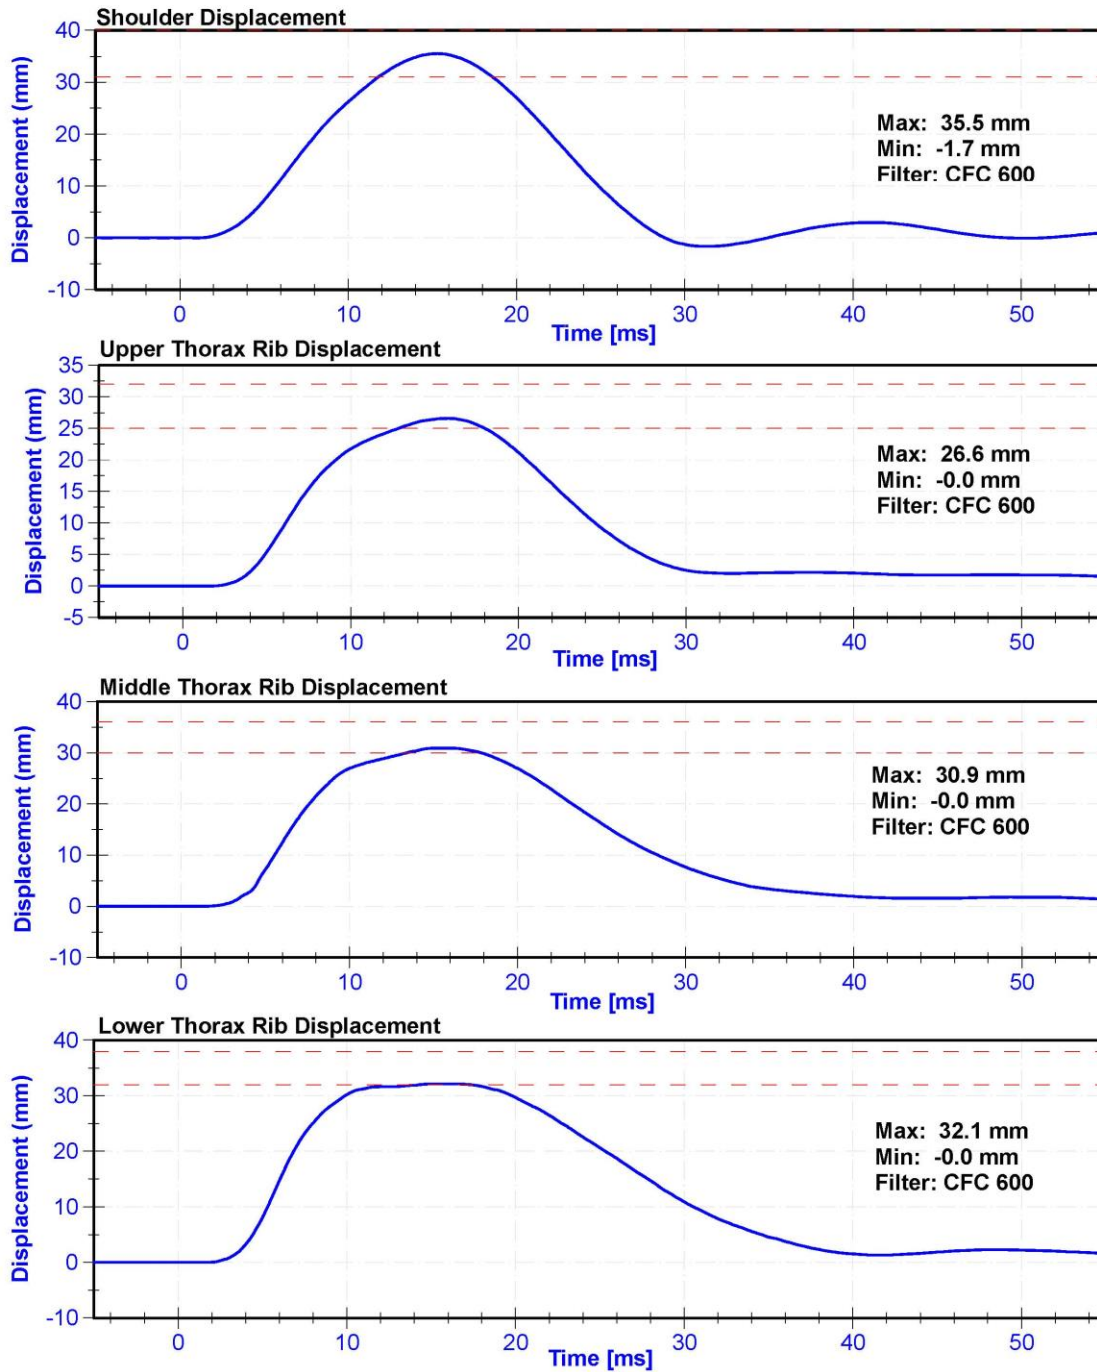 Shoulder Displacement
Displacement (mm)
40
30
20
10
0
-10
Max: 35.5 mm
Min: -1.7 mm
Filter: CFC 600
0 10 20 30 40 50
Time [ms]
Upper Thorax Rib Displacement
Displacement (mm)
35
30
25
20
15
10
5
0
-5
Max: 26.6 mm
Min: -0.0 mm
Filter: CFC 600
0 10 20 30 40 50
Time [ms]
Middle Thorax Rib Displacement
Displacement (mm)
40
30
20
10
0
-10
Max: 30.9 mm
Min: -0.0 mm
Filter: CFC 600
0 10 20 30 40 50
Time [ms]
Lower Thorax Rib Displacement
Displacement (mm)
40
30
20
10
0
-10
Max: 32.1 mm
Min: -0.0 mm
Filter: CFC 600
0 10 20 30 40 50
Time [ms]